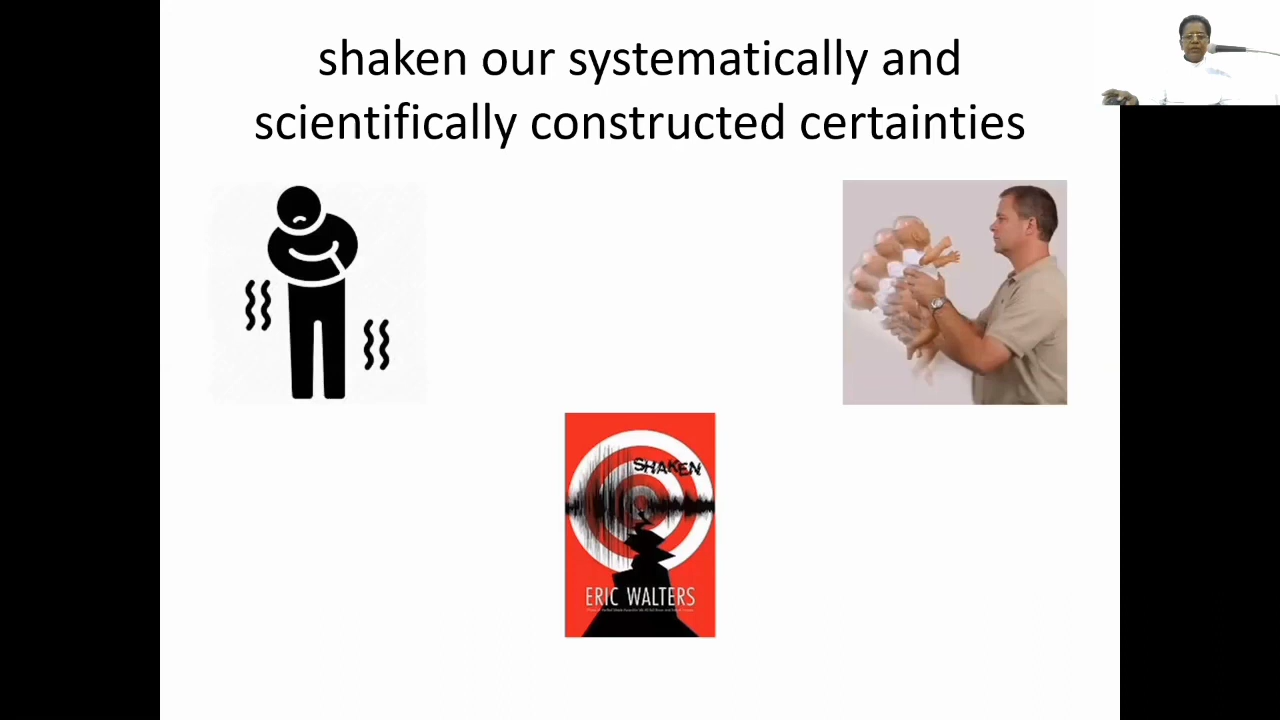 shaken our systematically and
scientifically constructed certainties
SHAKEN
ERIC WALTERS